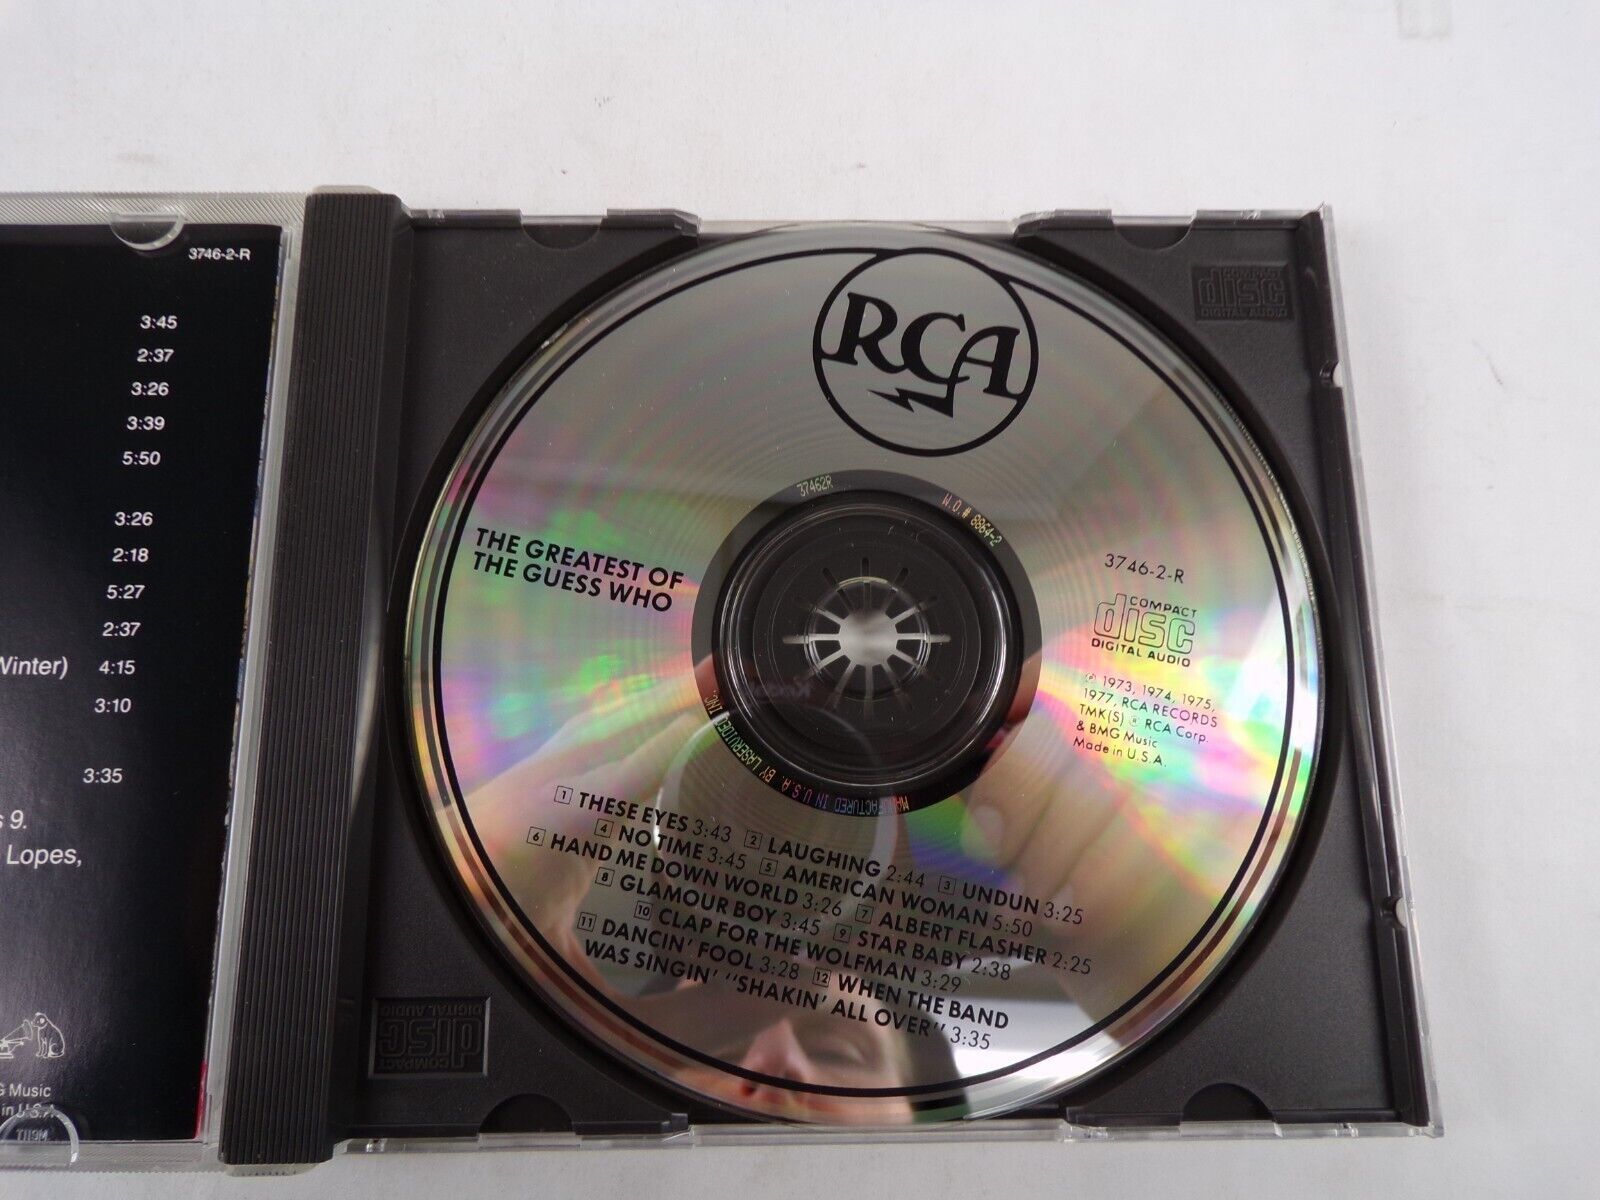 3746-2-R
3:45
2:37
3:26
3:39
5:50
3:26
2:18
5:27
2:37
Winter) 4:15
3:10
3:35
s 9.
Lopes,
G Music
in U.S.A.
T119M
COMPACT
disc
DIGITAL AUDIO
COMPACT
disc
DIGITAL AUDIO
RCA
37462R
W.O.# 8864-2
MANUFACTURED IN U.S.A. BY LASERVIDEO INC.
THE GREATEST OF
THE GUESS WHO
3746-2-R
COMPACT
disc
DIGITAL AUDIO
℗ 1973, 1974, 1975,
1977, RCA RECORDS
TMK(S) ® RCA Corp.
& BMG Music
Made in U.S.A.
1 THESE EYES 3:43 2 LAUGHING 2:44 3 UNDUN 3:25
4 NO TIME 3:45 5 AMERICAN WOMAN 5:50
6 HAND ME DOWN WORLD 3:26 7 ALBERT FLASHER 2:25
8 GLAMOUR BOY 3:45 9 STAR BABY 2:38
10 CLAP FOR THE WOLFMAN 3:29
11 DANCIN' FOOL 3:28 12 WHEN THE BAND
WAS SINGIN' "SHAKIN' ALL OVER" 3:35